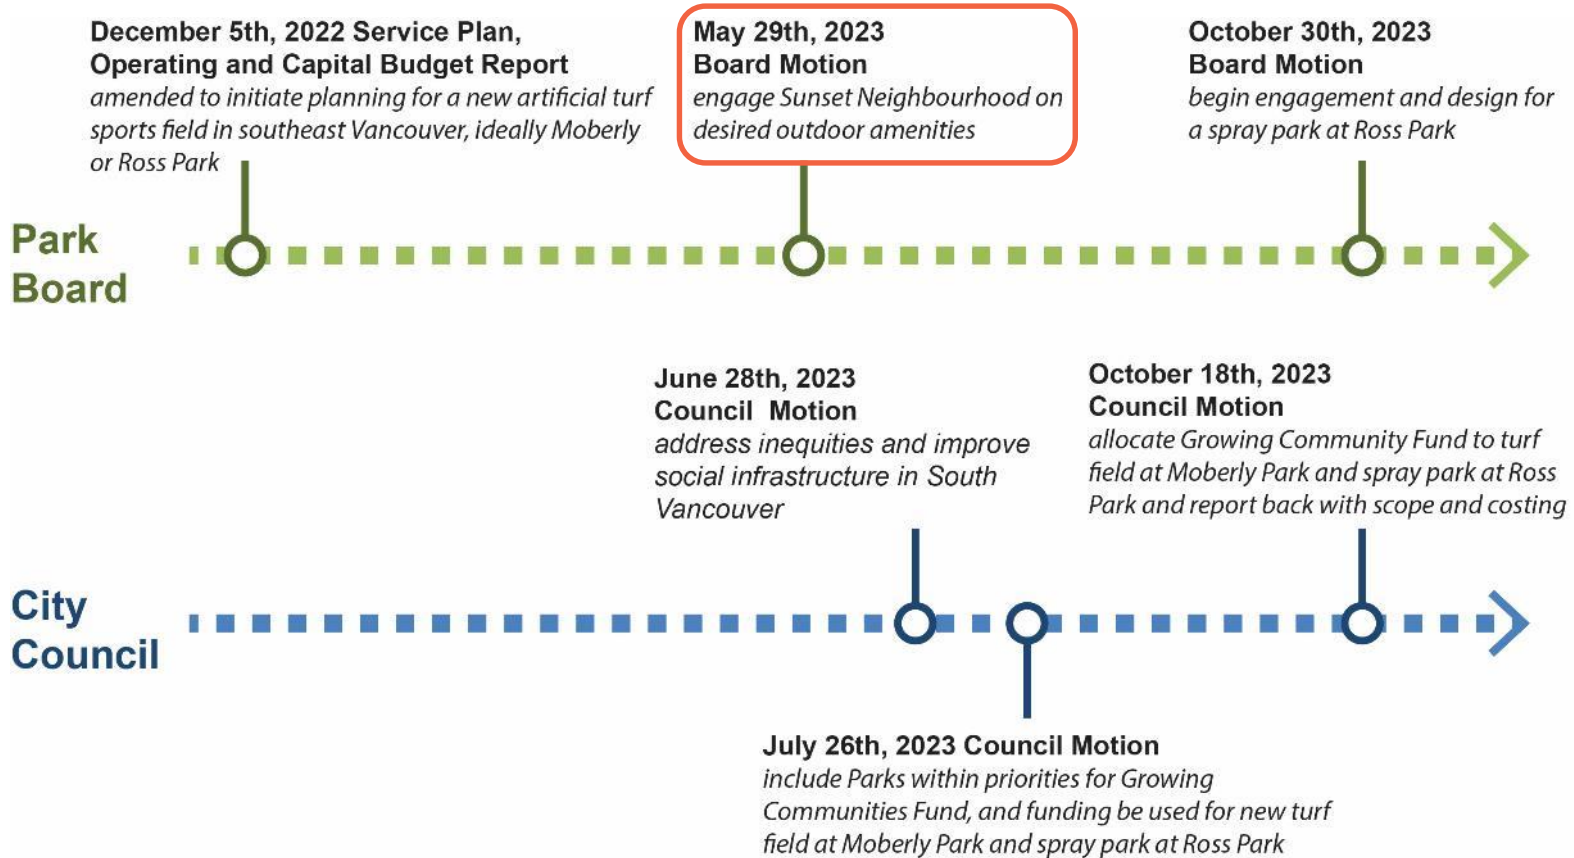 December 5th, 2022 Service Plan,
Operating and Capital Budget Report
amended to initiate planning for a new artificial turf
sports field in southeast Vancouver, ideally Moberly
or Ross Park
May 29th, 2023
Board Motion
engage Sunset Neighbourhood on
desired outdoor amenities
October 30th, 2023
Board Motion
begin engagement and design for
a spray park at Ross Park
Park
Board
June 28th, 2023
Council Motion
address inequities and improve
social infrastructure in South
Vancouver
October 18th, 2023
Council Motion
allocate Growing Community Fund to turf
field at Moberly Park and spray park at Ross
Park and report back with scope and costing
City
Council
July 26th, 2023 Council Motion
include Parks within priorities for Growing
Communities Fund, and funding be used for new turf
field at Moberly Park and spray park at Ross Park